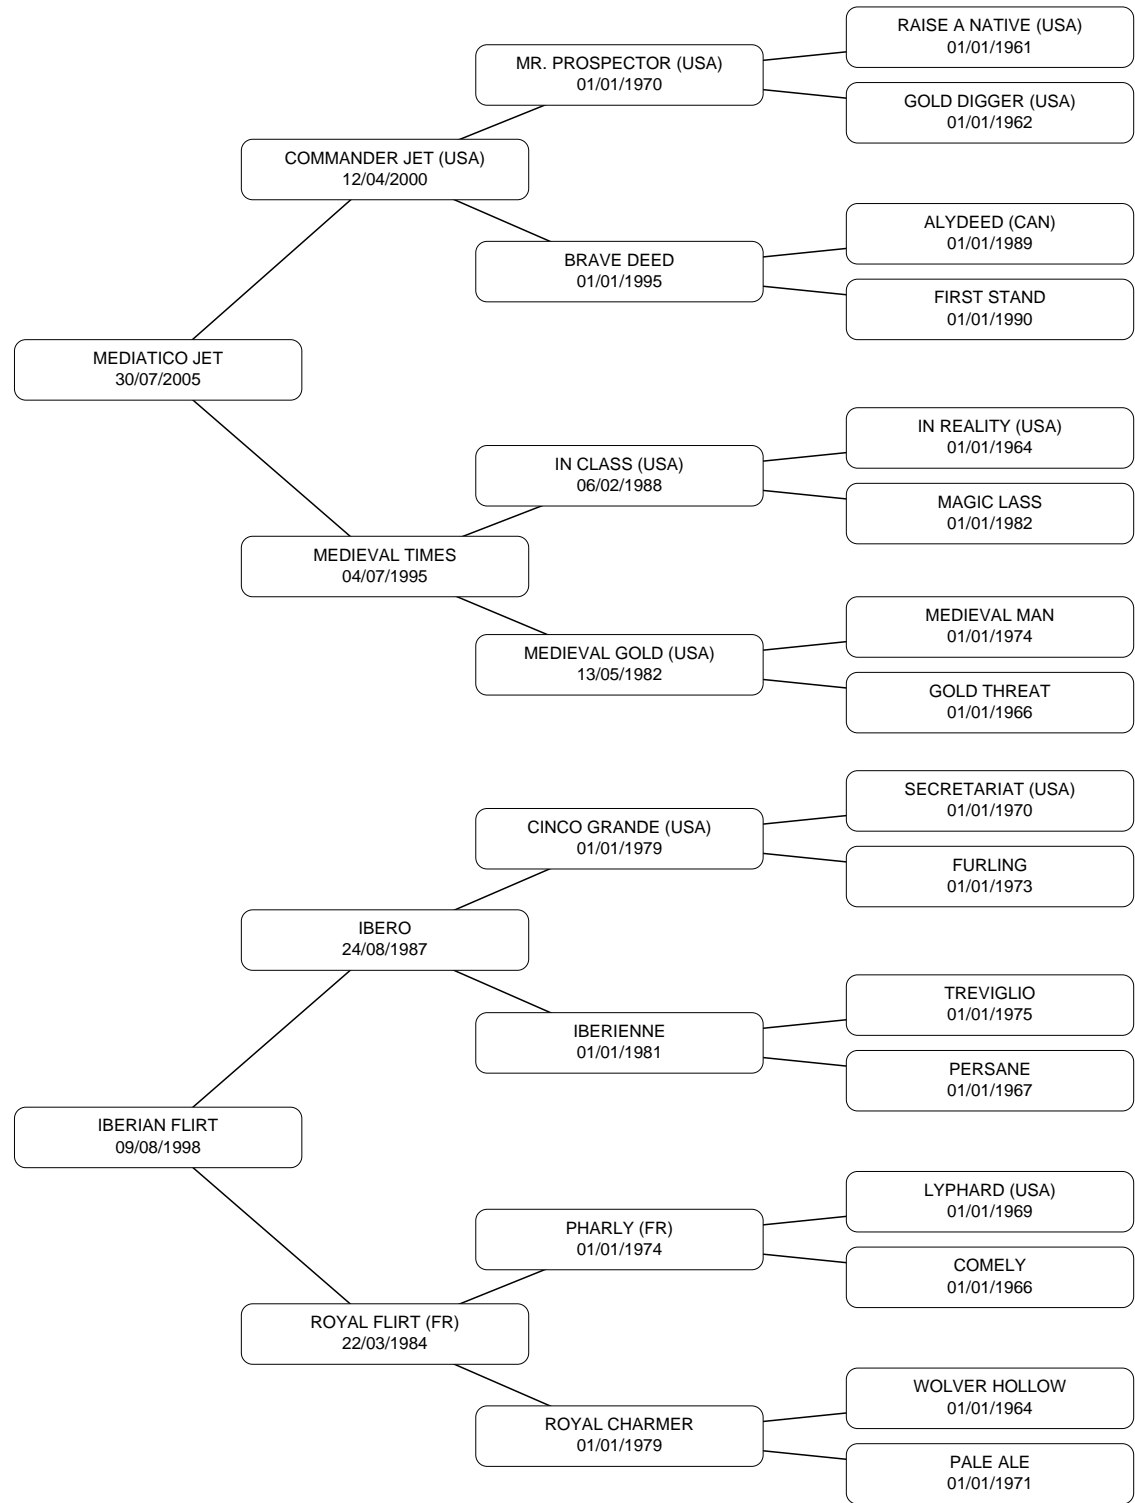 RAISE A NATIVE (USA)
01/01/1961
MR. PROSPECTOR (USA)
01/01/1970
GOLD DIGGER (USA)
01/01/1962
COMMANDER JET (USA)
12/04/2000
ALYDEED (CAN)
01/01/1989
BRAVE DEED
01/01/1995
FIRST STAND
01/01/1990
MEDIATICO JET
30/07/2005
IN REALITY (USA)
01/01/1964
IN CLASS (USA)
06/02/1988
MAGIC LASS
01/01/1982
MEDIEVAL TIMES
04/07/1995
MEDIEVAL MAN
01/01/1974
MEDIEVAL GOLD (USA)
13/05/1982
GOLD THREAT
01/01/1966
SECRETARIAT (USA)
01/01/1970
CINCO GRANDE (USA)
01/01/1979
FURLING
01/01/1973
IBERO
24/08/1987
TREVIGLIO
01/01/1975
IBERIENNE
01/01/1981
PERSANE
01/01/1967
IBERIAN FLIRT
09/08/1998
LYPHARD (USA)
01/01/1969
PHARLY (FR)
01/01/1974
COMELY
01/01/1966
ROYAL FLIRT (FR)
22/03/1984
WOLVER HOLLOW
01/01/1964
ROYAL CHARMER
01/01/1979
PALE ALE
01/01/1971